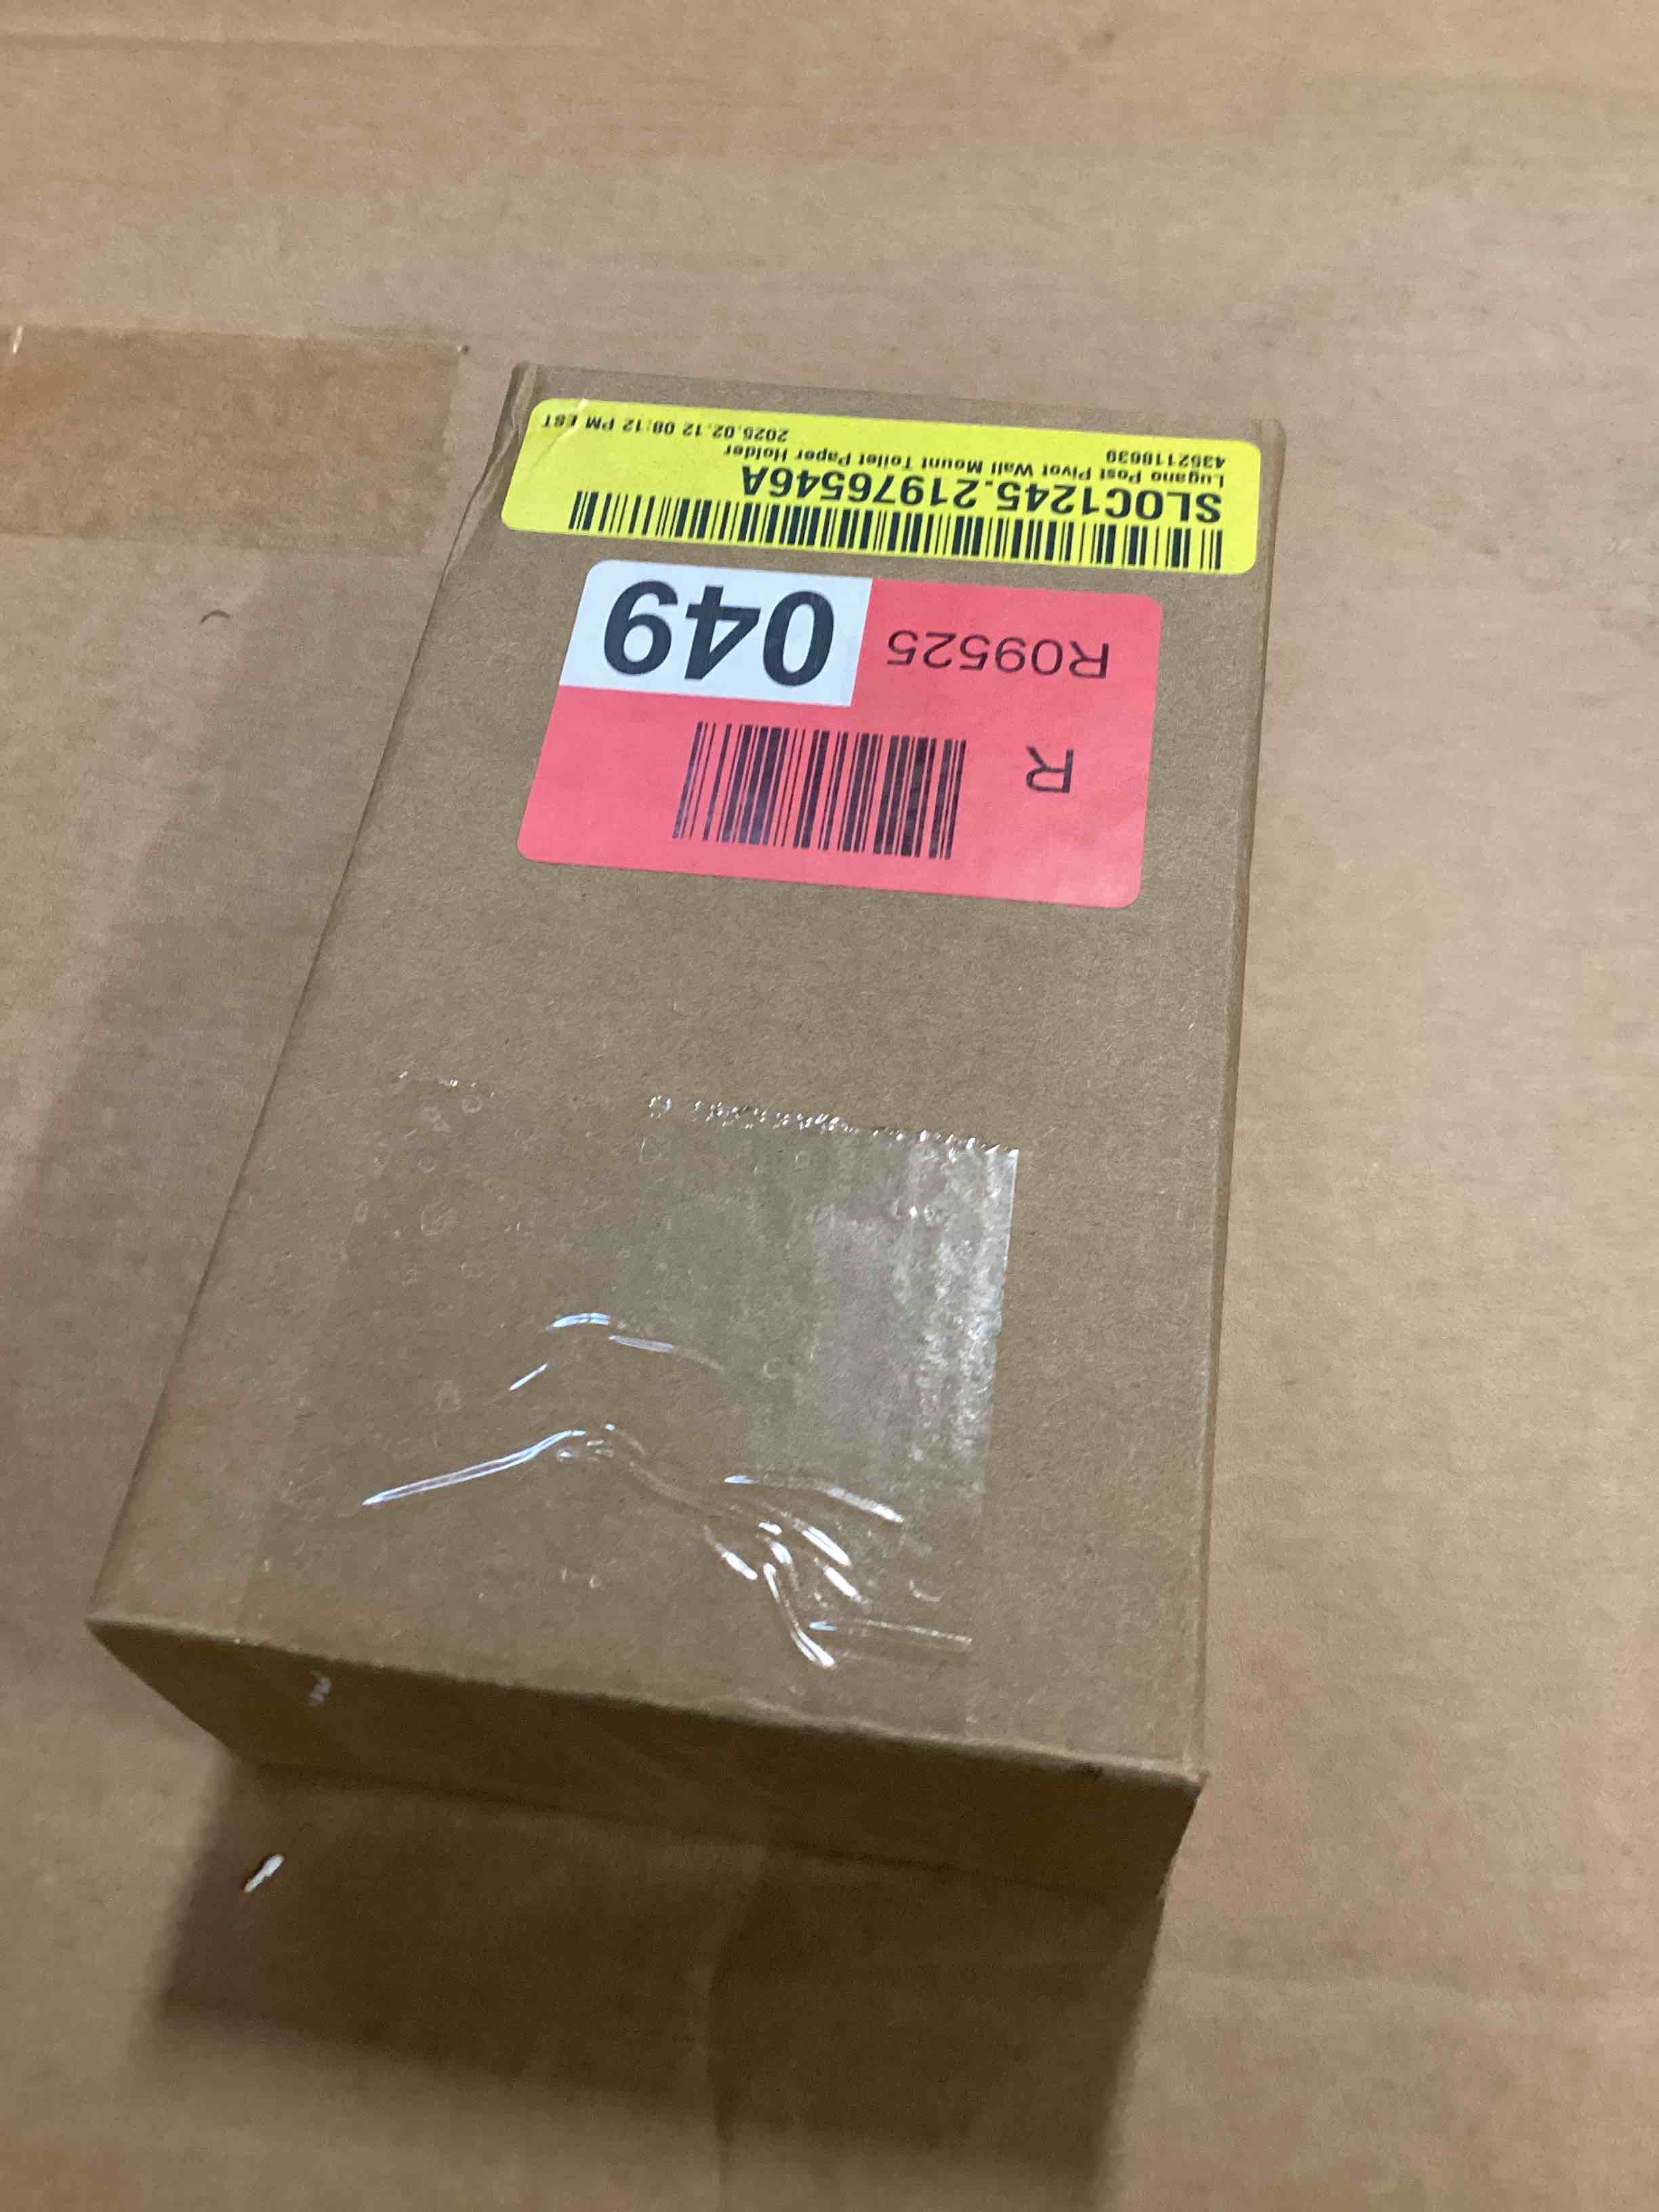 SLOC1245.21976546A
Lugano Post Pivot Wall Mount Toilet Paper Holder
4352118639
2025.02.12 08:12 PM EST
R09525
049
R